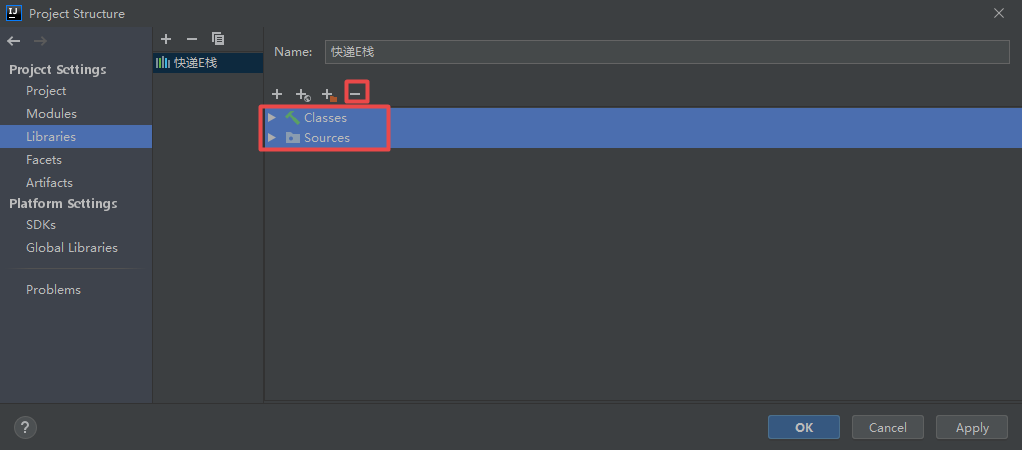 Project Structure
Project Settings
Project
Modules
Libraries
Facets
Artifacts
Platform Settings
SDKs
Global Libraries
Problems
快递E栈
Name: 快递E栈
Classes
Sources
?
OK Cancel Apply